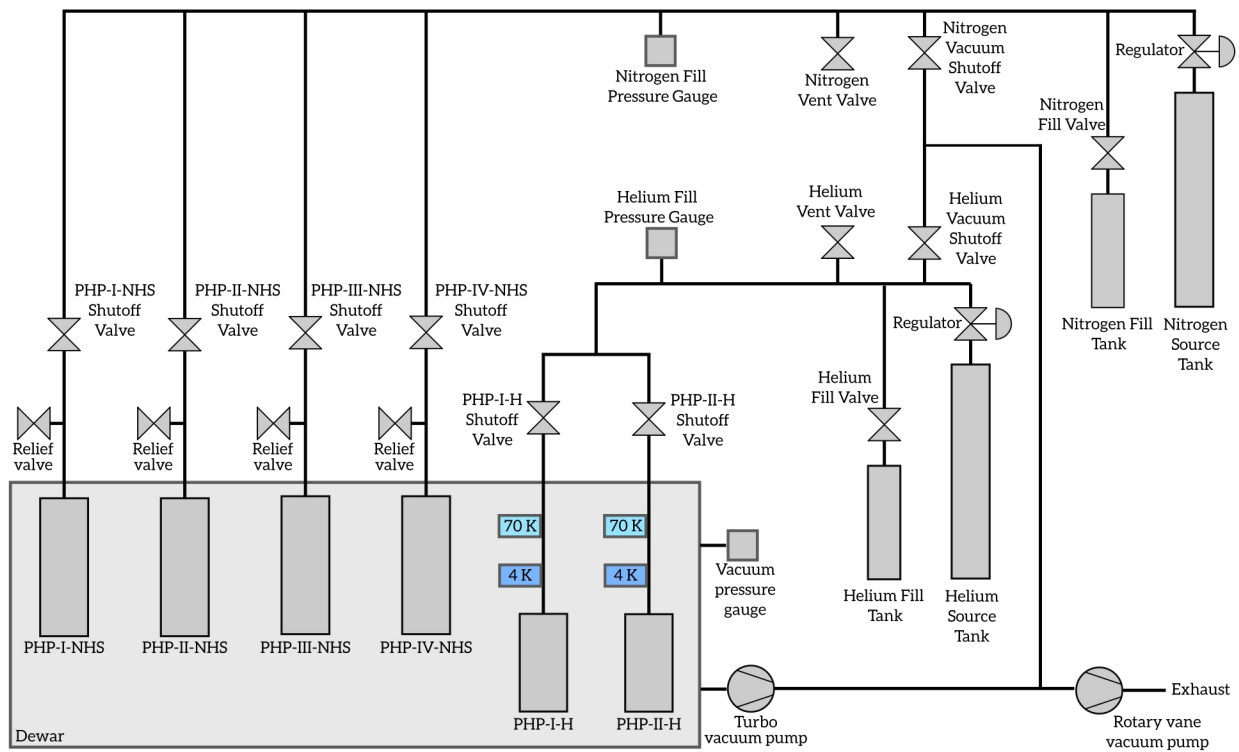 Nitrogen Fill
Pressure Gauge
Nitrogen
Vent Valve
Nitrogen
Vacuum
Shutoff
Valve
Regulator
Nitrogen
Fill Valve
Helium Fill
Pressure Gauge
Helium
Vent Valve
Helium
Vacuum
Shutoff
Valve
PHP-I-NHS
Shutoff
Valve
PHP-II-NHS
Shutoff
Valve
PHP-III-NHS
Shutoff
Valve
PHP-IV-NHS
Shutoff
Valve
Regulator
Nitrogen Fill
Tank
Nitrogen
Source
Tank
PHP-I-H
Shutoff
Valve
PHP-II-H
Shutoff
Valve
Helium
Fill Valve
Relief
valve
Relief
valve
Relief
valve
Relief
valve
70 K
70 K
4 K
4 K
Vacuum
pressure
gauge
Helium Fill
Tank
Helium
Source
Tank
PHP-I-NHS
PHP-II-NHS
PHP-III-NHS
PHP-IV-NHS
PHP-I-H
PHP-II-H
Dewar
Turbo
vacuum pump
Exhaust
Rotary vane
vacuum pump